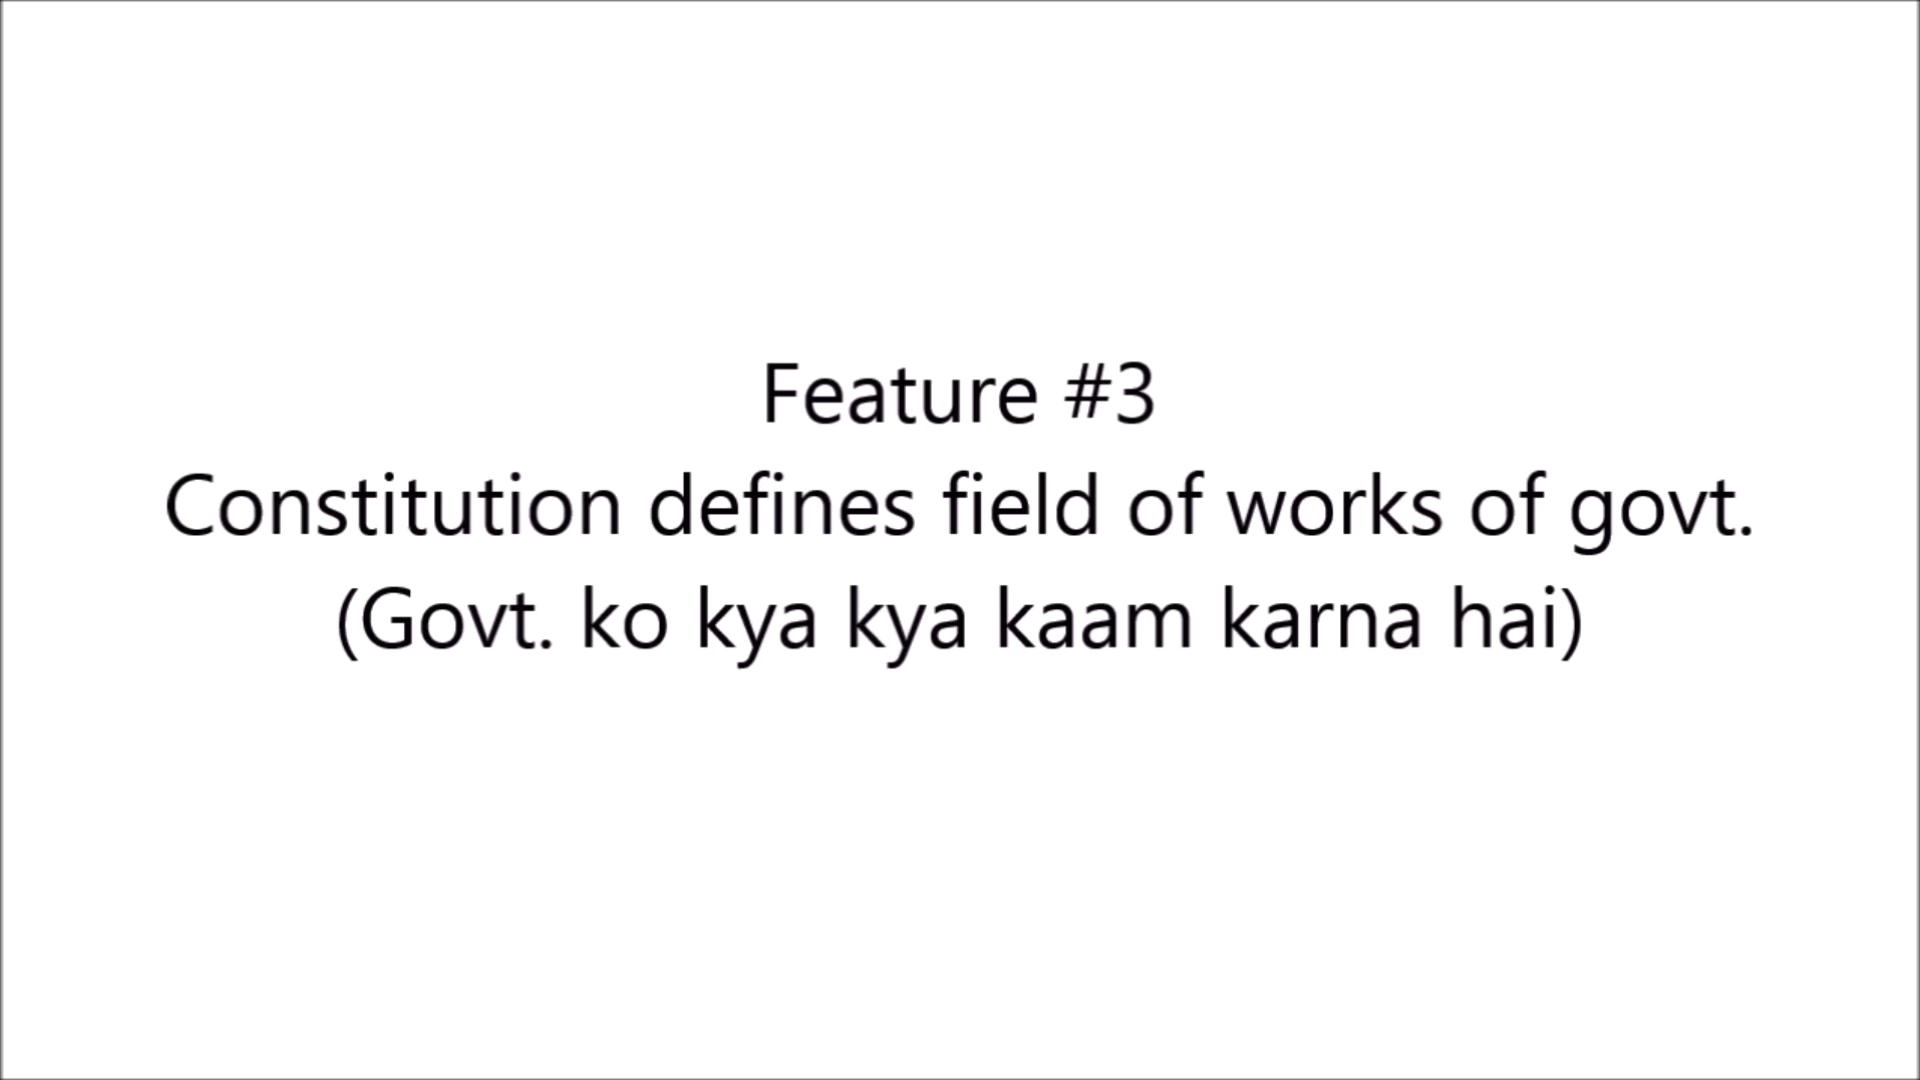 Feature #3
Constitution defines field of works of govt.
(Govt. ko kya kya kaam karna hai)